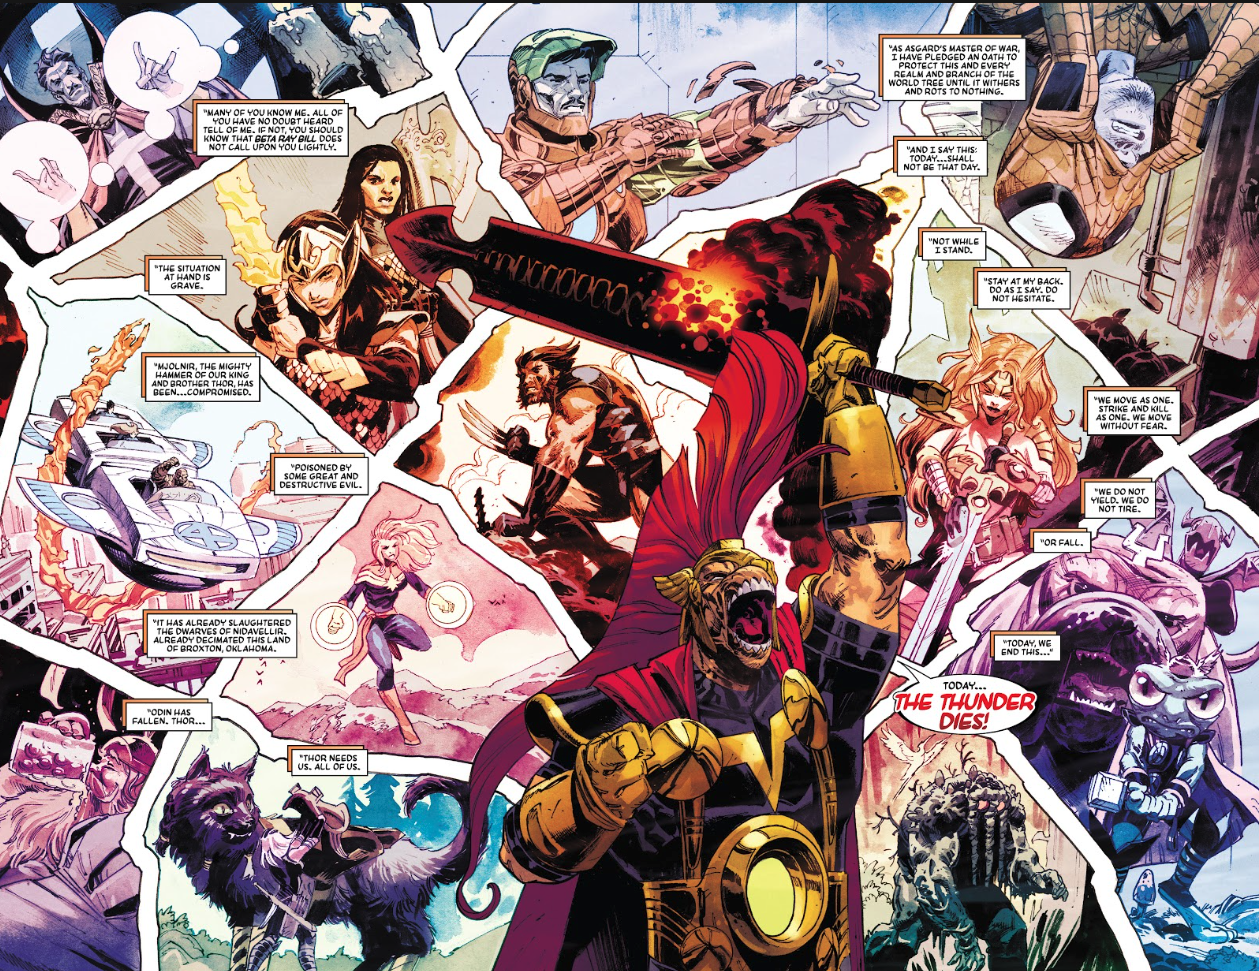 "MANY OF YOU KNOW ME. ALL OF
YOU HAVE NO DOUBT HEARD
TELL OF ME. IF NOT, YOU SHOULD
KNOW THAT BETA RAY BILL DOES
NOT CALL UPON YOU LIGHTLY.
"THE SITUATION
AT HAND IS
GRAVE.
"MJOLNIR, THE MIGHTY
HAMMER OF OUR KING
AND BROTHER THOR, HAS
BEEN...COMPROMISED.
"POISONED BY
SOME GREAT AND
DESTRUCTIVE EVIL.
"IT HAS ALREADY SLAUGHTERED
THE DWARVES OF NIDAVELLIR.
ALREADY DECIMATED THIS LAND
OF BROXTON, OKLAHOMA.
"ODIN HAS
FALLEN. THOR...
"THOR NEEDS
US. ALL OF US.
"AS ASGARD'S MASTER OF WAR,
I HAVE PLEDGED AN OATH TO
PROTECT THIS AND EVERY
REALM AND BRANCH OF THE
WORLD TREE UNTIL IT WITHERS
AND ROTS TO NOTHING.
"AND I SAY THIS:
TODAY...SHALL
NOT BE THAT DAY.
"NOT WHILE
I STAND.
"STAY AT MY BACK.
DO AS I SAY. DO
NOT HESITATE.
"WE MOVE AS ONE.
STRIKE AND KILL
AS ONE. WE MOVE
WITHOUT FEAR.
"WE DO NOT
YIELD. WE DO
NOT TIRE.
"OR FALL.
"TODAY, WE
END THIS..."
TODAY...
THE THUNDER
DIES!